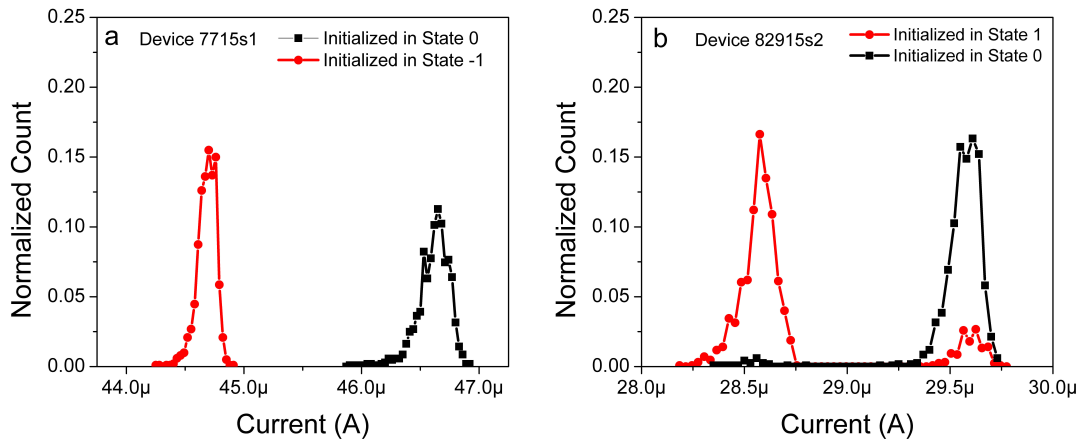 a Device 7715s1
Initialized in State 0
Initialized in State -1
0.25
0.20
0.15
0.10
0.05
0.00
Normalized Count
44.0µ 45.0µ 46.0µ 47.0µ
Current (A)
b Device 82915s2
Initialized in State 1
Initialized in State 0
0.25
0.20
0.15
0.10
0.05
0.00
Normalized Count
28.0µ 28.5µ 29.0µ 29.5µ 30.0µ
Current (A)